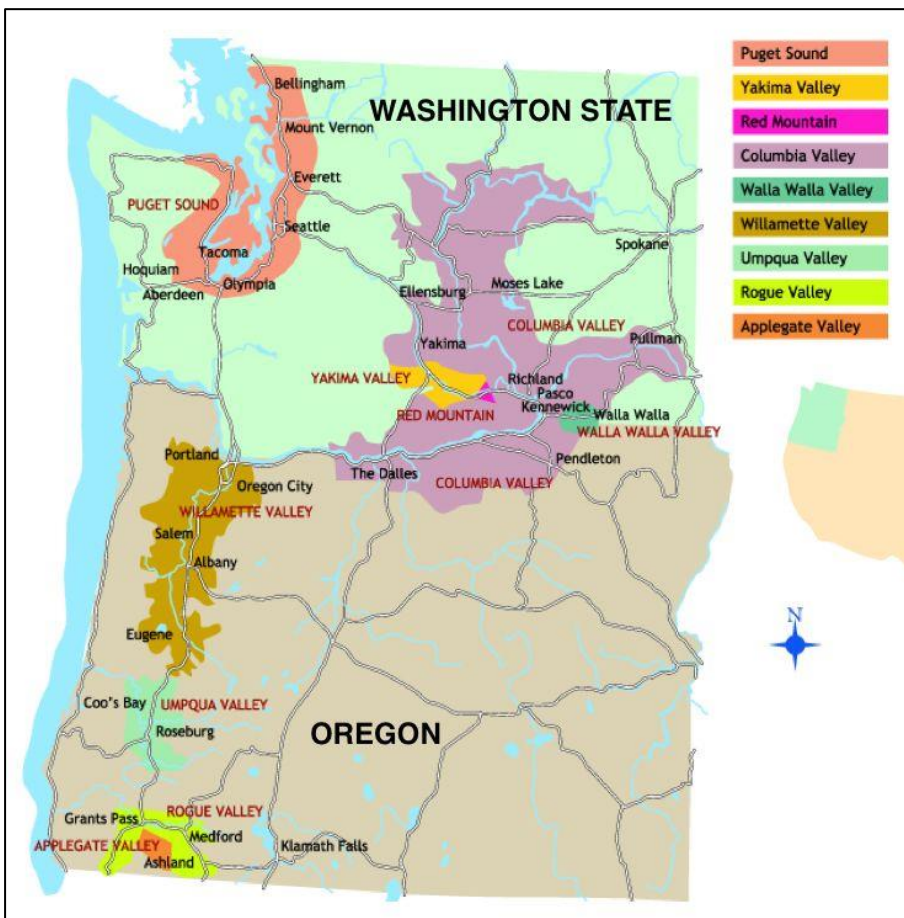 Bellingham
WASHINGTON STATE
Mount Vernon
Everett
PUGET SOUND
Seattle
Tacoma
Spokane
Hoquiam
Olympia
Aberdeen
Ellensburg
Moses Lake
COLUMBIA VALLEY
Yakima
Pullman
YAKIMA VALLEY
Richland
Pasco
Kennewick
RED MOUNTAIN
Walla Walla
WALLA WALLA VALLEY
Portland
Pendleton
The Dalles
COLUMBIA VALLEY
Oregon City
WILLAMETTE VALLEY
Salem
Albany
Eugene
Coo's Bay
UMPQUA VALLEY
Roseburg
OREGON
ROGUE VALLEY
Grants Pass
Medford
APPLEGATE VALLEY
Klamath Falls
Ashland
Puget Sound
Yakima Valley
Red Mountain
Columbia Valley
Walla Walla Valley
Willamette Valley
Umpqua Valley
Rogue Valley
Applegate Valley
N